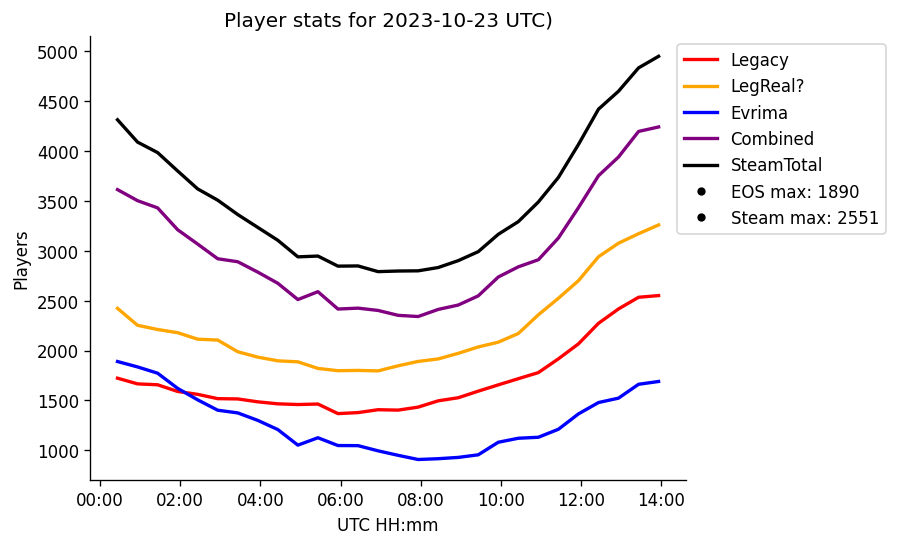 Player stats for 2023-10-23 UTC)
5000
4500
4000
3500
3000
2500
2000
1500
1000
Players
00:00 02:00 04:00 06:00 08:00 10:00 12:00 14:00
UTC HH:mm
Legacy
LegReal?
Evrima
Combined
SteamTotal
EOS max: 1890
Steam max: 2551